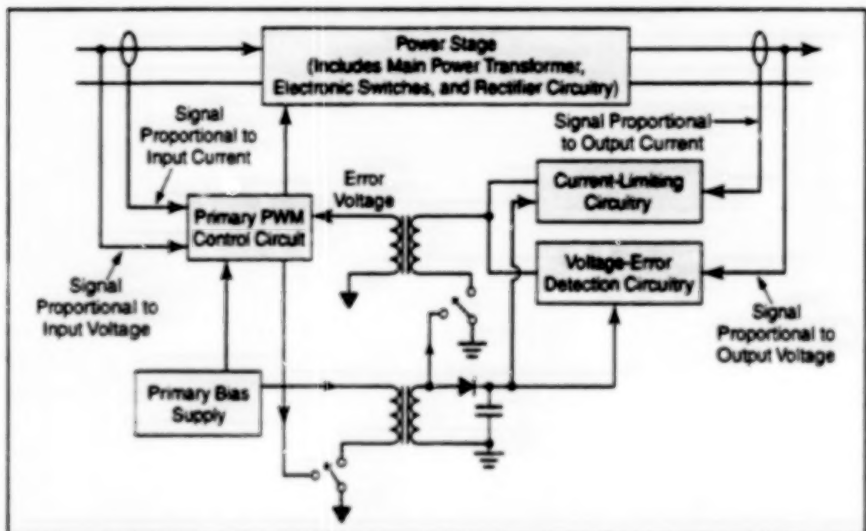 Power Stage
(Includes Main Power Transformer,
Electronic Switches, and Rectifier Circuitry)
Signal
Proportional to
Input Current
Signal Proportional
to Output Current
Error
Voltage
Current-Limiting
Circuitry
Primary PWM
Control Circuit
Voltage-Error
Detection Circuitry
Signal
Proportional to
Input Voltage
Signal
Proportional to
Output Voltage
Primary Bias
Supply